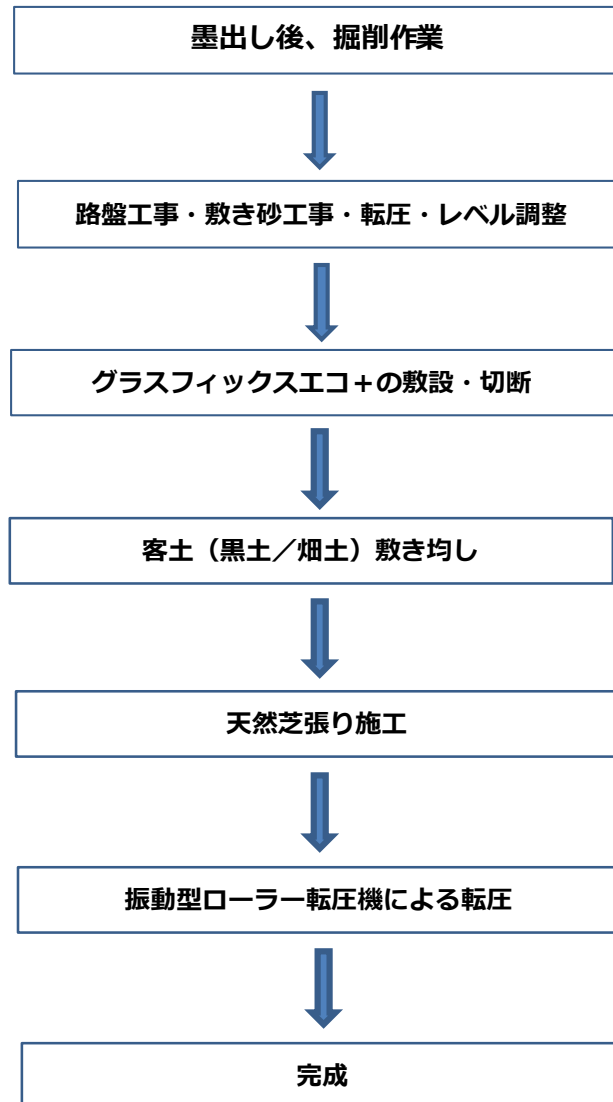 墨出し後、掘削作業
路盤工事・敷き砂工事・転圧・レベル調整
グラスフィックスエコ＋の敷設・切断
客土（黒土／畑土）敷き均し
天然芝張り施工
振動型ローラー転圧機による転圧
完成